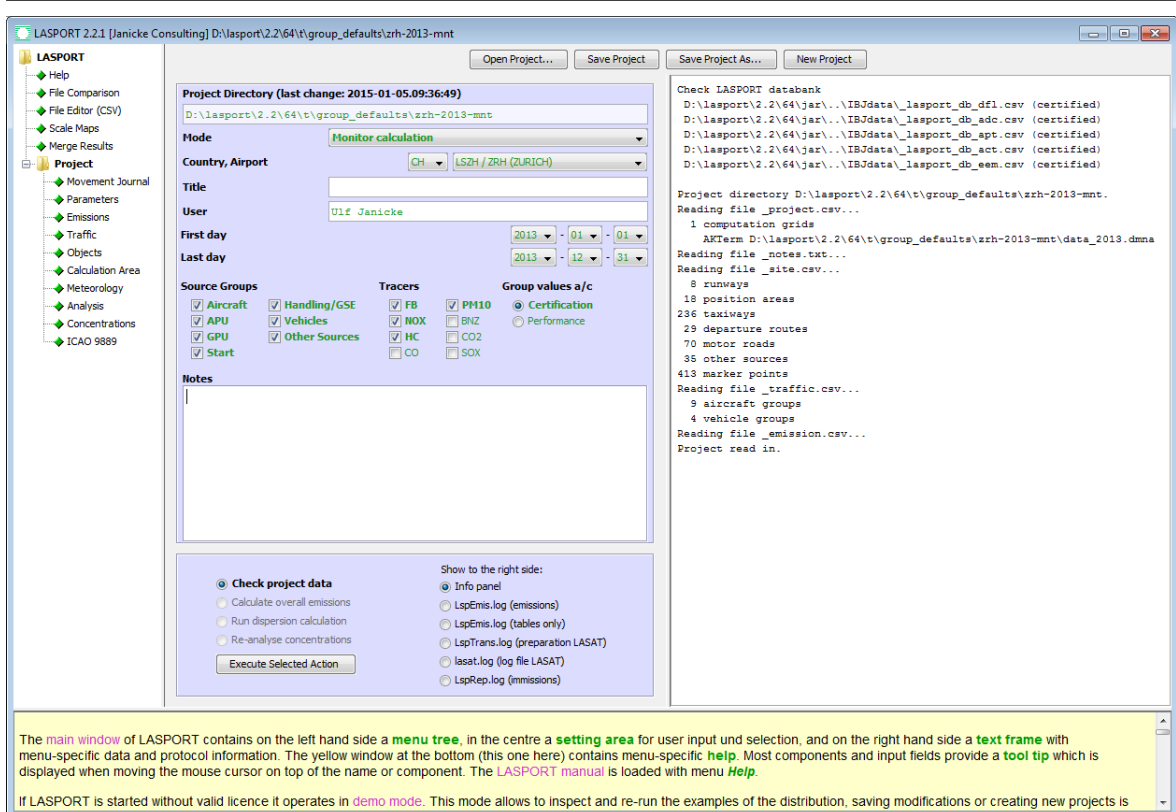 LASPORT 2.2.1 [Janicke Consulting] D:\lasport\2.2\64\t\group_defaults\zrh-2013-mnt
LASPORT
Help
File Comparison
File Editor (CSV)
Scale Maps
Merge Results
Project
Movement Journal
Parameters
Emissions
Traffic
Objects
Calculation Area
Meteorology
Analysis
Concentrations
ICAO 9889
Open Project... Save Project Save Project As... New Project
Project Directory (last change: 2015-01-05.09:36:49)
D:\lasport\2.2\64\t\group_defaults\zrh-2013-mnt
Mode Monitor calculation
Country, Airport CH LSZH / ZRH (ZURICH)
Title
User Ulf Janicke
First day 2013 - 01 - 01
Last day 2013 - 12 - 31
Source Groups Tracers Group values a/c
Aircraft Handling/GSE FB PM10 Certification
APU Vehicles NOX BNZ Performance
GPU Other Sources HC CO2
Start CO SOX
Notes
Check project data
Calculate overall emissions
Run dispersion calculation
Re-analyse concentrations
Execute Selected Action
Show to the right side:
Info panel
LspEmis.log (emissions)
LspEmis.log (tables only)
LspTrans.log (preparation LASAT)
lasat.log (log file LASAT)
LspRep.log (immissions)
Check LASPORT databank
D:\lasport\2.2\64\jar\..\IBJdata\_lasport_db_dfl.csv (certified)
D:\lasport\2.2\64\jar\..\IBJdata\_lasport_db_adc.csv (certified)
D:\lasport\2.2\64\jar\..\IBJdata\_lasport_db_apt.csv (certified)
D:\lasport\2.2\64\jar\..\IBJdata\_lasport_db_act.csv (certified)
D:\lasport\2.2\64\jar\..\IBJdata\_lasport_db_eem.csv (certified)
Project directory D:\lasport\2.2\64\t\group_defaults\zrh-2013-mnt.
Reading file _project.csv...
1 computation grids
AKTerm D:\lasport\2.2\64\t\group_defaults\zrh-2013-mnt\data_2013.dmna
Reading file _notes.txt...
Reading file _site.csv...
8 runways
18 position areas
236 taxiways
29 departure routes
70 motor roads
35 other sources
413 marker points
Reading file _traffic.csv...
9 aircraft groups
4 vehicle groups
Reading file _emission.csv...
Project read in.
The main window of LASPORT contains on the left hand side a menu tree, in the centre a setting area for user input und selection, and on the right hand side a text frame with
menu-specific data and protocol information. The yellow window at the bottom (this one here) contains menu-specific help. Most components and input fields provide a tool tip which is
displayed when moving the mouse cursor on top of the name or component. The LASPORT manual is loaded with menu Help.
If LASPORT is started without valid licence it operates in demo mode. This mode allows to inspect and re-run the examples of the distribution, saving modifications or creating new projects is